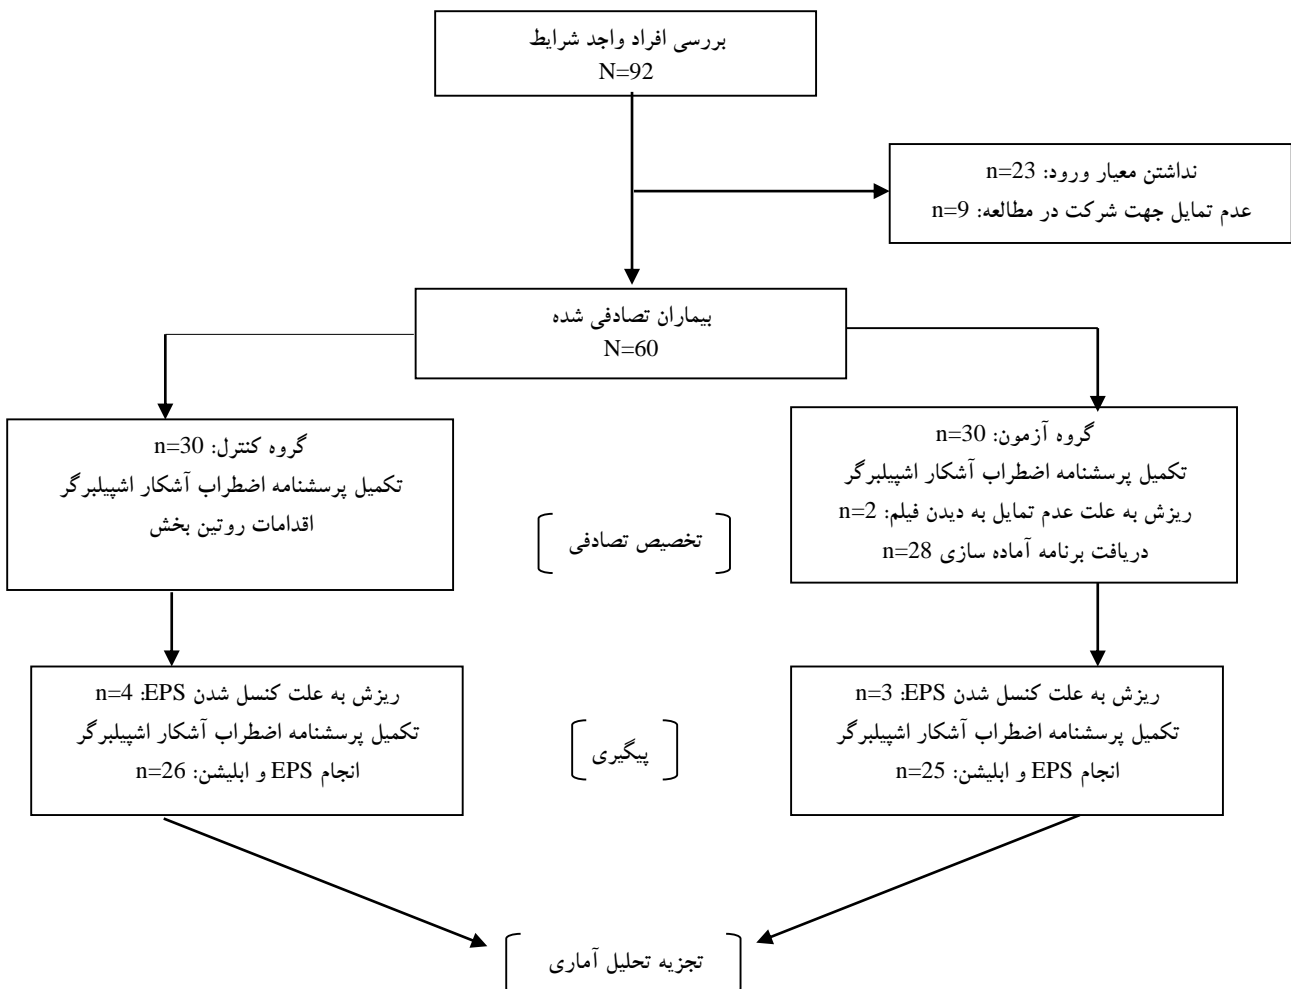 بررسی افراد واجد شرایط
N=92
نداشتن معیار ورود: n=23
عدم تمایل جهت شرکت در مطالعه: n=9
بیماران تصادفی شده
N=60
گروه آزمون: n=30
تکمیل پرسشنامه اضطراب آشکار اشپیلبرگر
ریزش به علت عدم تمایل به دیدن فیلم: n=2
دریافت برنامه آماده سازی n=28
تخصیص تصادفی
گروه کنترل: n=30
تکمیل پرسشنامه اضطراب آشکار اشپیلبرگر
اقدامات روتین بخش
ریزش به علت کنسل شدن EPS: n=3
تکمیل پرسشنامه اضطراب آشکار اشپیلبرگر
انجام EPS و ابلیشن: n=25
پیگیری
ریزش به علت کنسل شدن EPS: n=4
تکمیل پرسشنامه اضطراب آشکار اشپیلبرگر
انجام EPS و ابلیشن: n=26
تجزیه تحلیل آماری